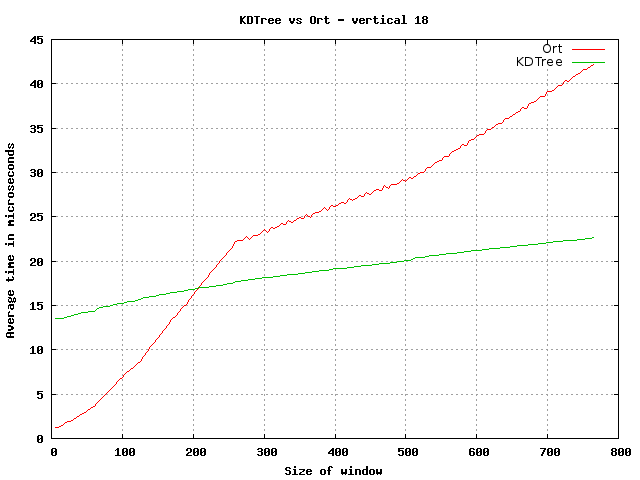 KDTree vs Ort - vertical 18
Ort
KDTree
45
40
35
30
25
20
15
10
5
0
Average time in microseconds
0 100 200 300 400 500 600 700 800
Size of window